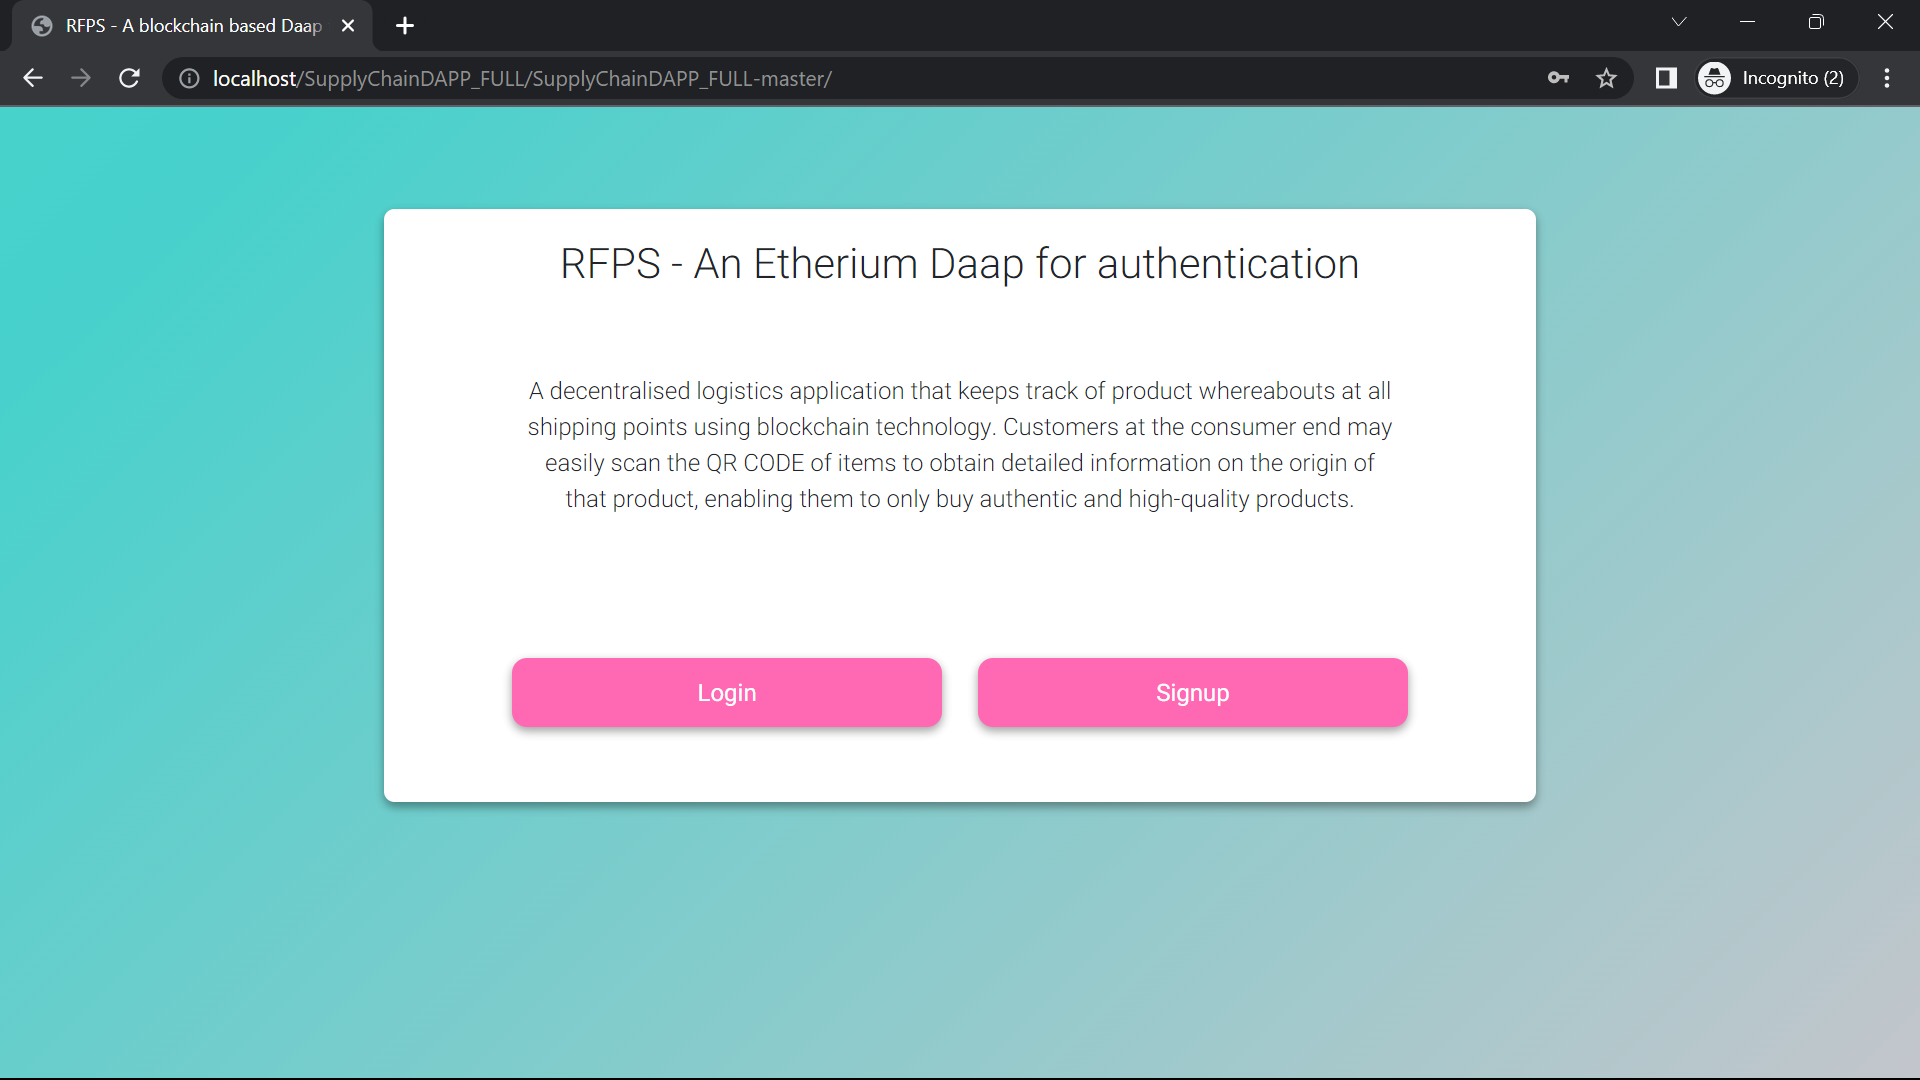 RFPS - A blockchain based Daap
localhost/SupplyChainDAPP_FULL/SupplyChainDAPP_FULL-master/
Incognito (2)
RFPS - An Etherium Daap for authentication
A decentralised logistics application that keeps track of product whereabouts at all
shipping points using blockchain technology. Customers at the consumer end may
easily scan the QR CODE of items to obtain detailed information on the origin of
that product, enabling them to only buy authentic and high-quality products.
Login
Signup